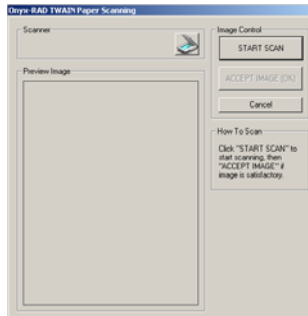 Onyx-RAD TWAIN Paper Scanning
Scanner
Image Control
START SCAN
ACCEPT IMAGE (OK)
Cancel
Preview Image
How To Scan
Click "START SCAN" to
start scanning, then
"ACCEPT IMAGE" if
image is satisfactory.